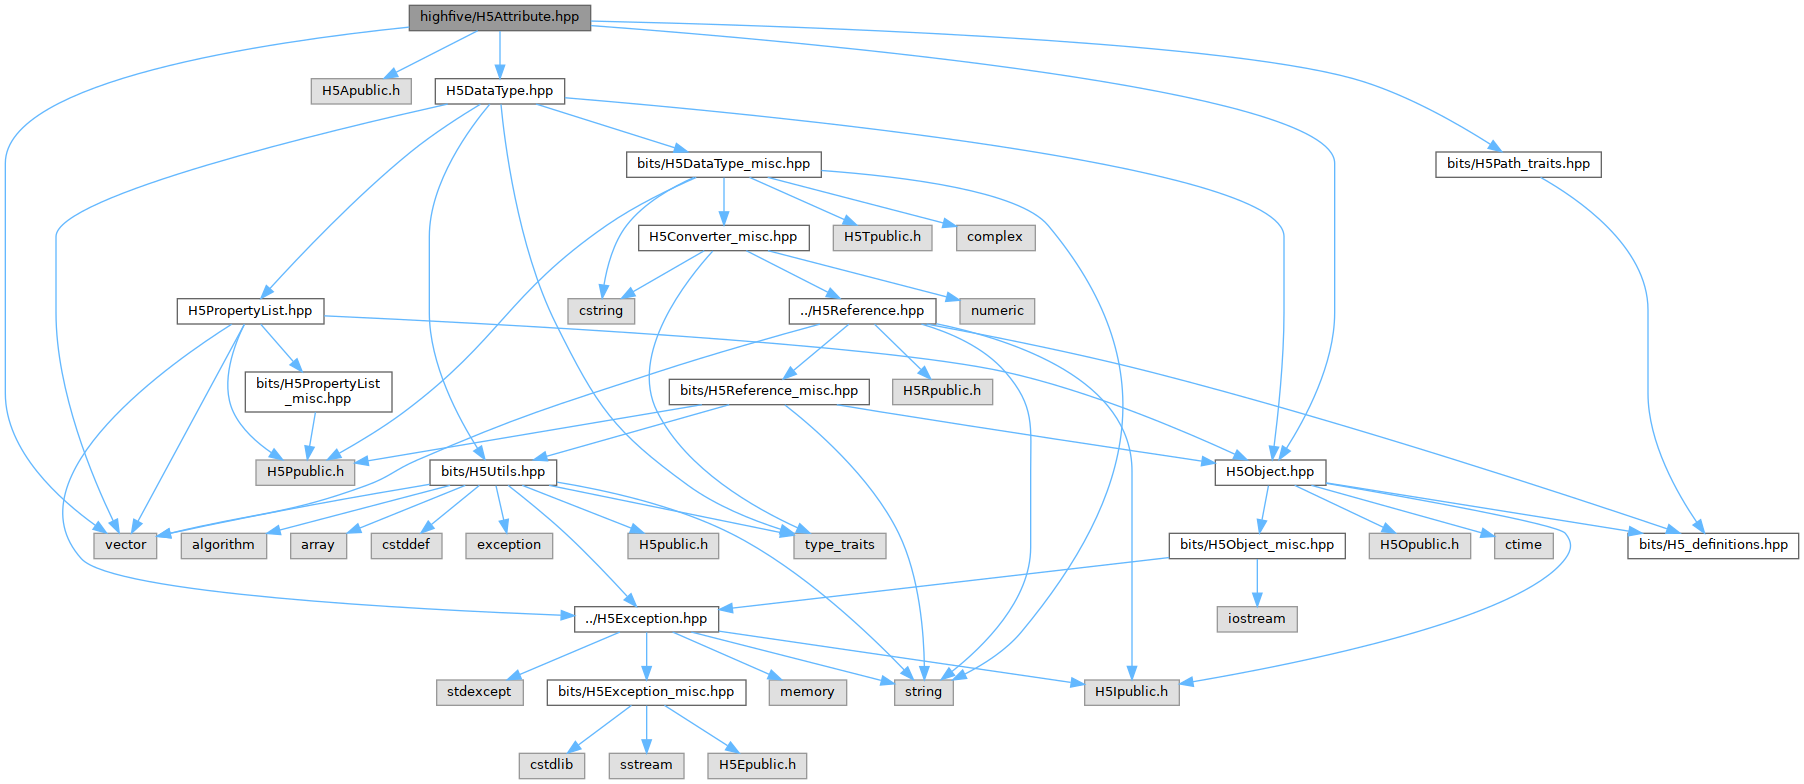 highfive/H5Attribute.hpp
H5Apublic.h
H5DataType.hpp
bits/H5DataType_misc.hpp
bits/H5Path_traits.hpp
H5Converter_misc.hpp
H5Tpublic.h
complex
H5PropertyList.hpp
cstring
../H5Reference.hpp
numeric
bits/H5PropertyList
_misc.hpp
bits/H5Reference_misc.hpp
H5Rpublic.h
H5Ppublic.h
bits/H5Utils.hpp
H5Object.hpp
vector
algorithm
array
cstddef
exception
H5public.h
type_traits
bits/H5Object_misc.hpp
H5Opublic.h
ctime
bits/H5_definitions.hpp
../H5Exception.hpp
iostream
stdexcept
bits/H5Exception_misc.hpp
memory
string
H5Ipublic.h
cstdlib
sstream
H5Epublic.h